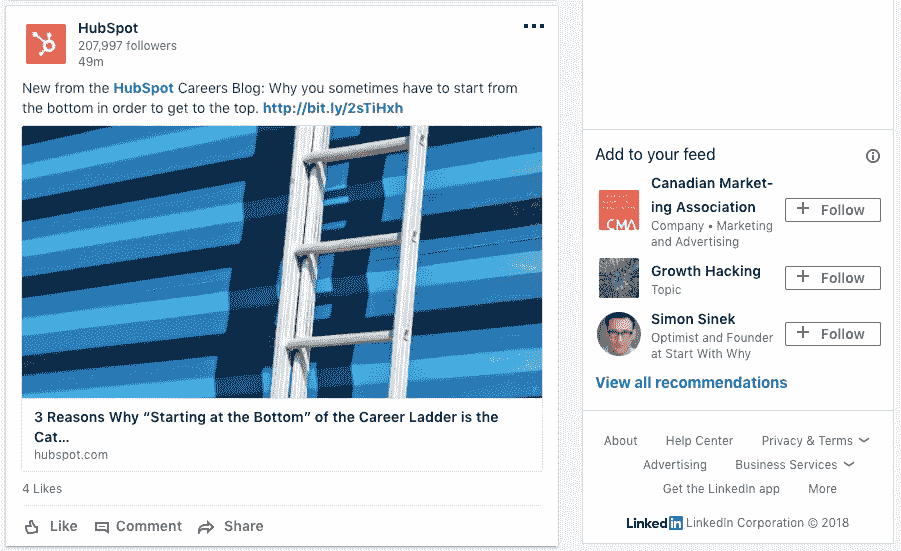 HubSpot
207,997 followers
49m
New from the HubSpot Careers Blog: Why you sometimes have to start from
the bottom in order to get to the top. http://bit.ly/2sTiHxh
3 Reasons Why “Starting at the Bottom” of the Career Ladder is the
Cat...
hubspot.com
4 Likes
Like Comment Share
Add to your feed
CMA
Canadian Market-
ing Association
Company • Marketing
and Advertising
+ Follow
Growth Hacking
Topic
+ Follow
Simon Sinek
Optimist and Founder
at Start With Why
+ Follow
View all recommendations
About Help Center Privacy & Terms
Advertising Business Services
Get the LinkedIn app More
LinkedIn LinkedIn Corporation © 2018